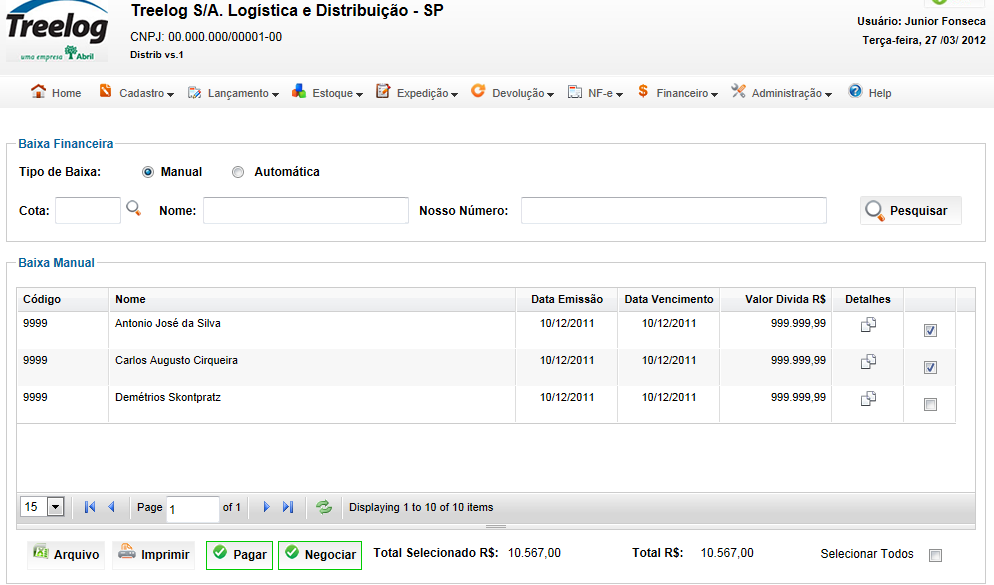 Treelog
uma empresa Abril
Treelog S/A. Logística e Distribuição - SP
CNPJ: 00.000.000/00001-00
Distrib vs.1
Usuário: Junior Fonseca
Terça-feira, 27 /03/ 2012
Home Cadastro Lançamento Estoque Expedição Devolução NF-e Financeiro Administração Help
Baixa Financeira
Tipo de Baixa: Manual Automática
Cota: Nome: Nosso Número: Pesquisar
Baixa Manual
Código Nome Data Emissão Data Vencimento Valor Divida R$ Detalhes
9999 Antonio José da Silva 10/12/2011 10/12/2011 999.999,99
9999 Carlos Augusto Cirqueira 10/12/2011 10/12/2011 999.999,99
9999 Demétrios Skontpratz 10/12/2011 10/12/2011 999.999,99
15 Page 1 of 1 Displaying 1 to 10 of 10 items
Arquivo Imprimir Pagar Negociar Total Selecionado R$: 10.567,00 Total R$: 10.567,00 Selecionar Todos